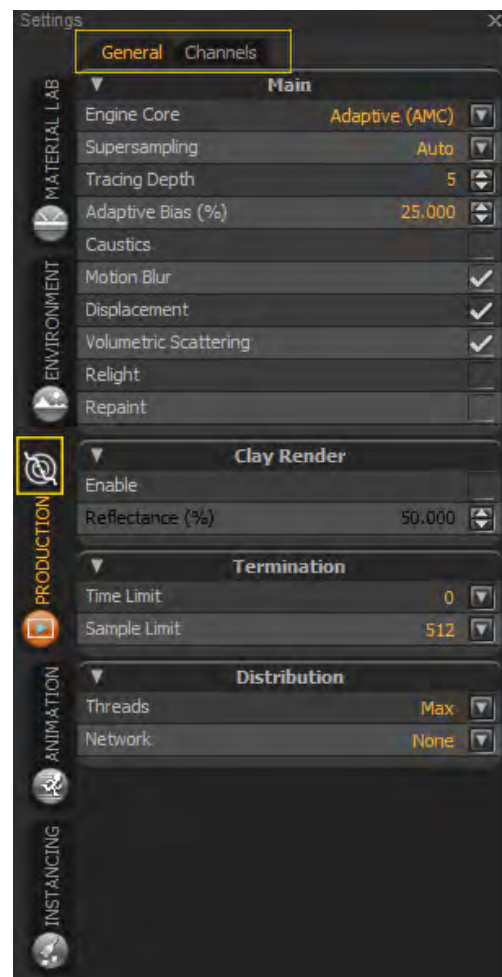 Settings
General Channels
Main
Engine Core Adaptive (AMC)
Supersampling Auto
Tracing Depth 5
Adaptive Bias (%) 25.000
Caustics
Motion Blur
Displacement
Volumetric Scattering
Relight
Repaint
Clay Render
Enable
Reflectance (%) 50.000
Termination
Time Limit 0
Sample Limit 512
Distribution
Threads Max
Network None
MATERIAL LAB
ENVIRONMENT
PRODUCTION
ANIMATION
INSTANCING